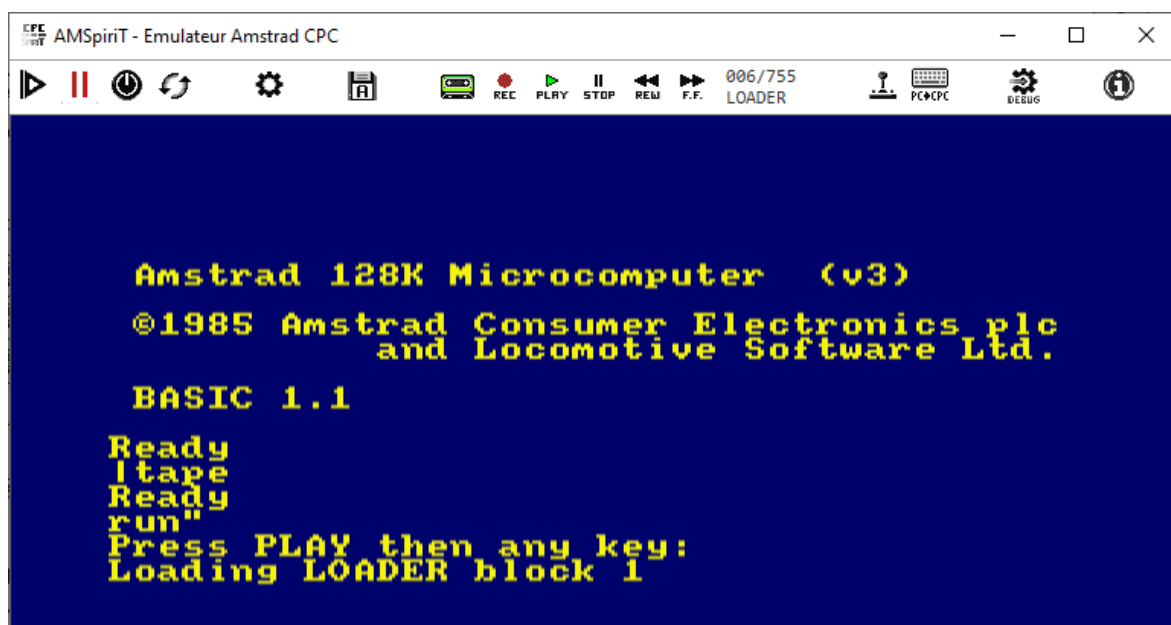 CPC SPIRIT AMSpiriT - Emulateur Amstrad CPC
A REC PLAY STOP REW F.F. 006/755 LOADER PC CPC DEBUG
Amstrad 128K Microcomputer (v3)
©1985 Amstrad Consumer Electronics plc
and Locomotive Software Ltd.
BASIC 1.1
Ready
|tape
Ready
run"
Press PLAY then any key:
Loading LOADER block 1